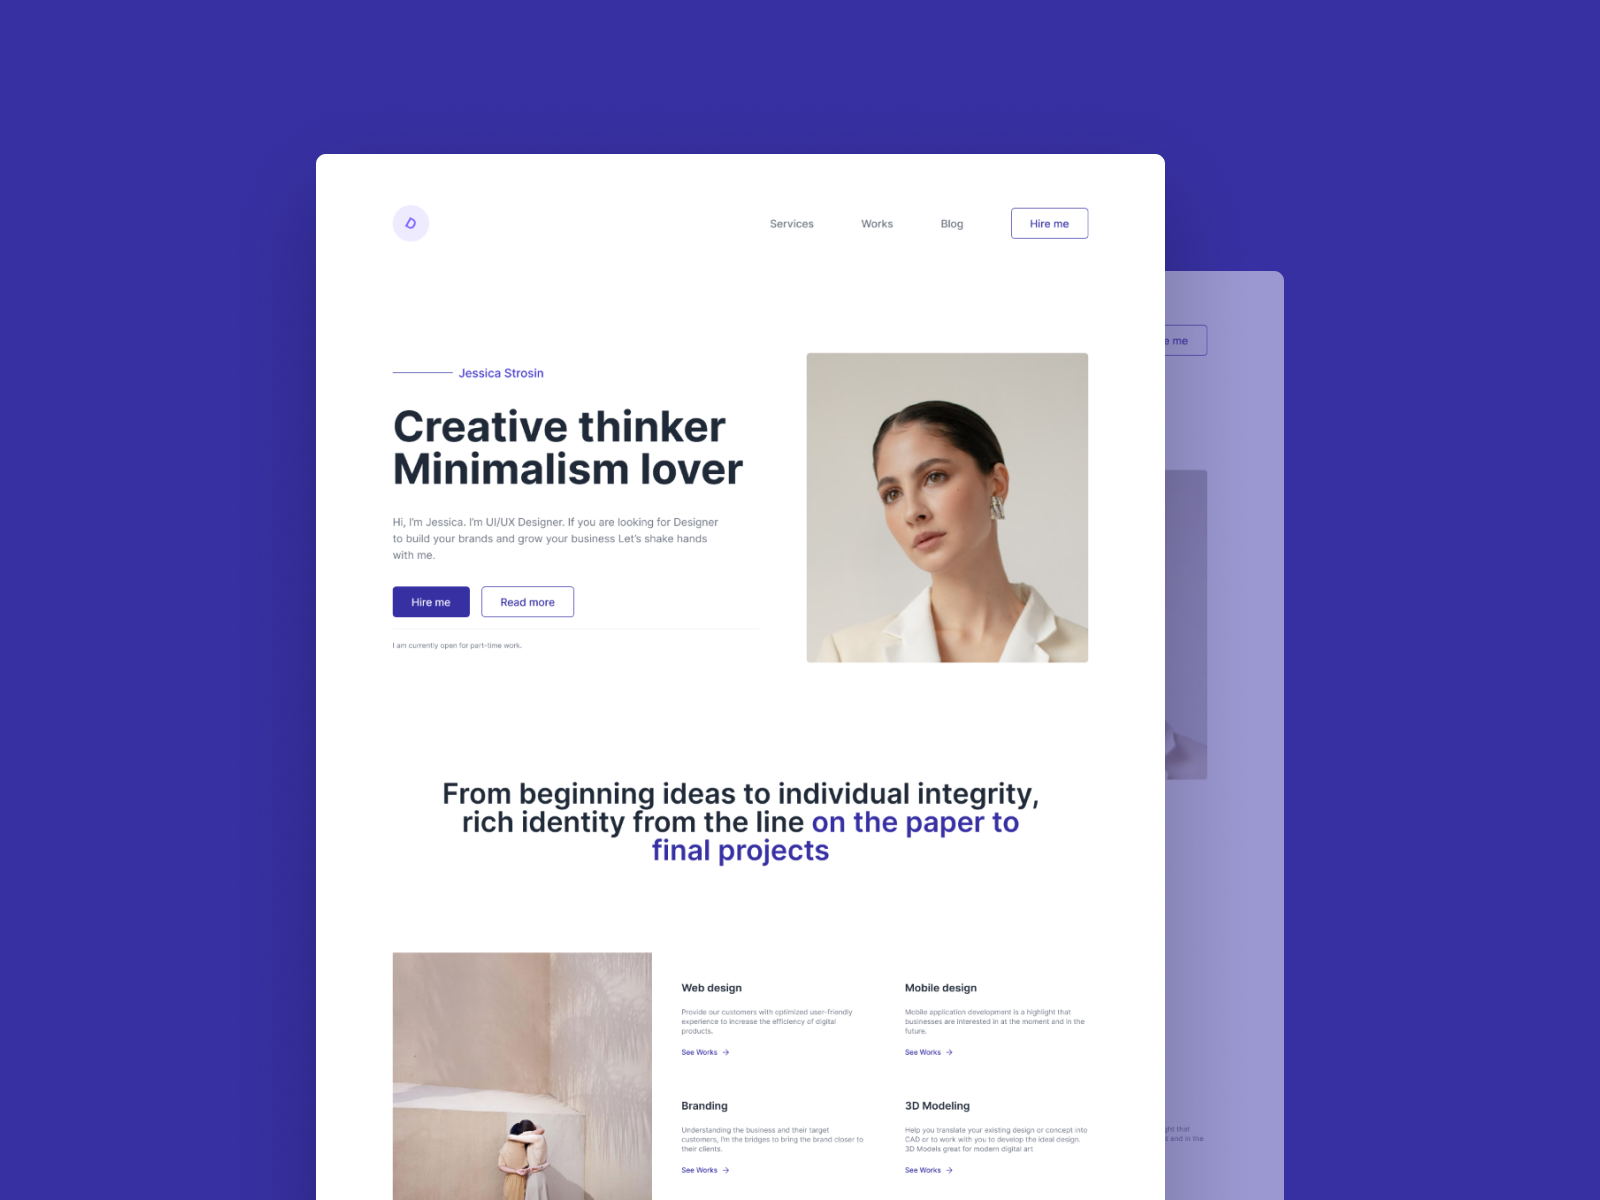 D
Services
Works
Blog
Hire me
e me
Jessica Strosin
Creative thinker
Minimalism lover
Hi, I'm Jessica. I'm UI/UX Designer. If you are looking for Designer
to build your brands and grow your business Let's shake hands
with me.
Hire me
Read more
I am currently open for part-time work.
From beginning ideas to individual integrity,
rich identity from the line on the paper to
final projects
Web design
Provide our customers with optimized user-friendly
experience to increase the efficiency of digital
products.
See Works →
Mobile design
Mobile application development is a highlight that
businesses are interested in at the moment and in the
future.
See Works →
Branding
Understanding the business and their target
customers, I'm the bridges to bring the brand closer to
their clients.
See Works →
3D Modeling
Help you translate your existing design or concept into
CAD or to work with you to develop the ideal design.
3D Models great for modern digital art
See Works →
that
and in the